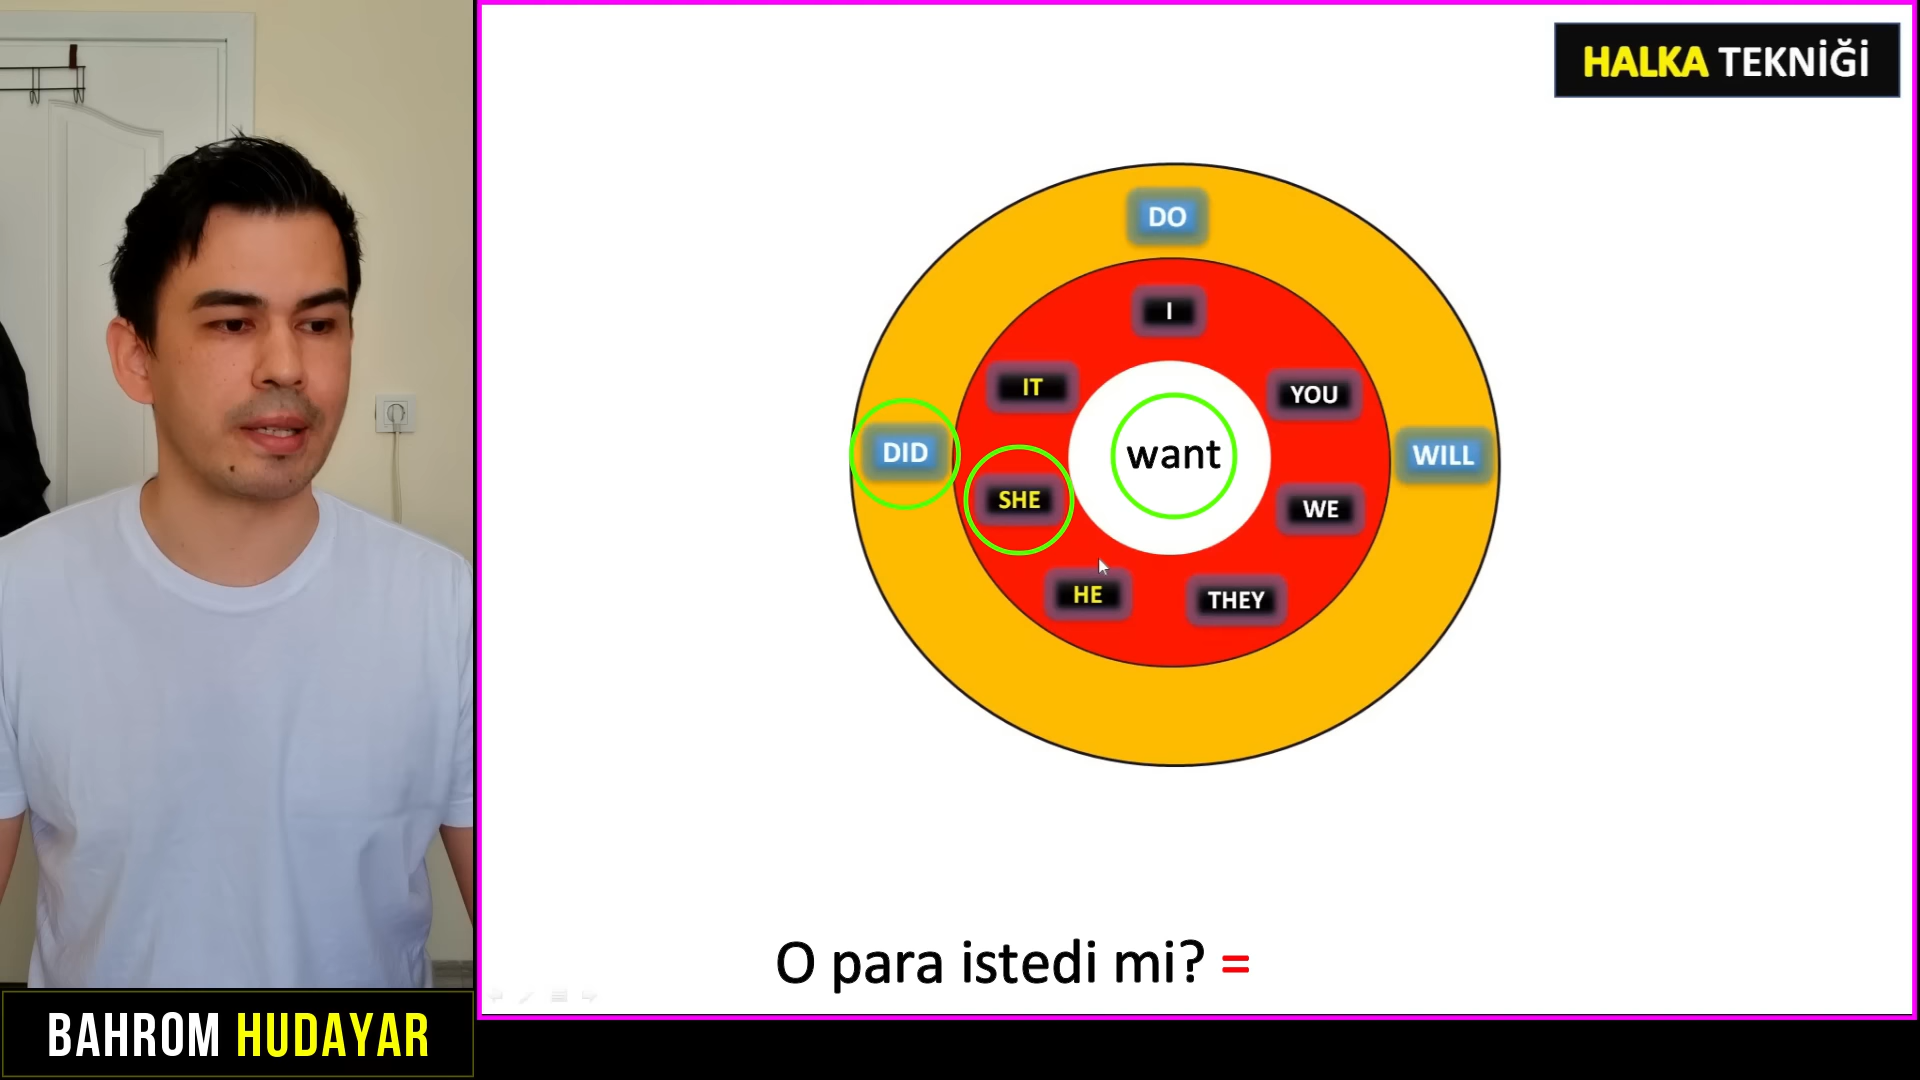 HALKA TEKNİĞİ
DO
I
IT
YOU
DID
want
WILL
SHE
WE
HE
THEY
O para istedi mi? =
BAHROM HUDAYAR